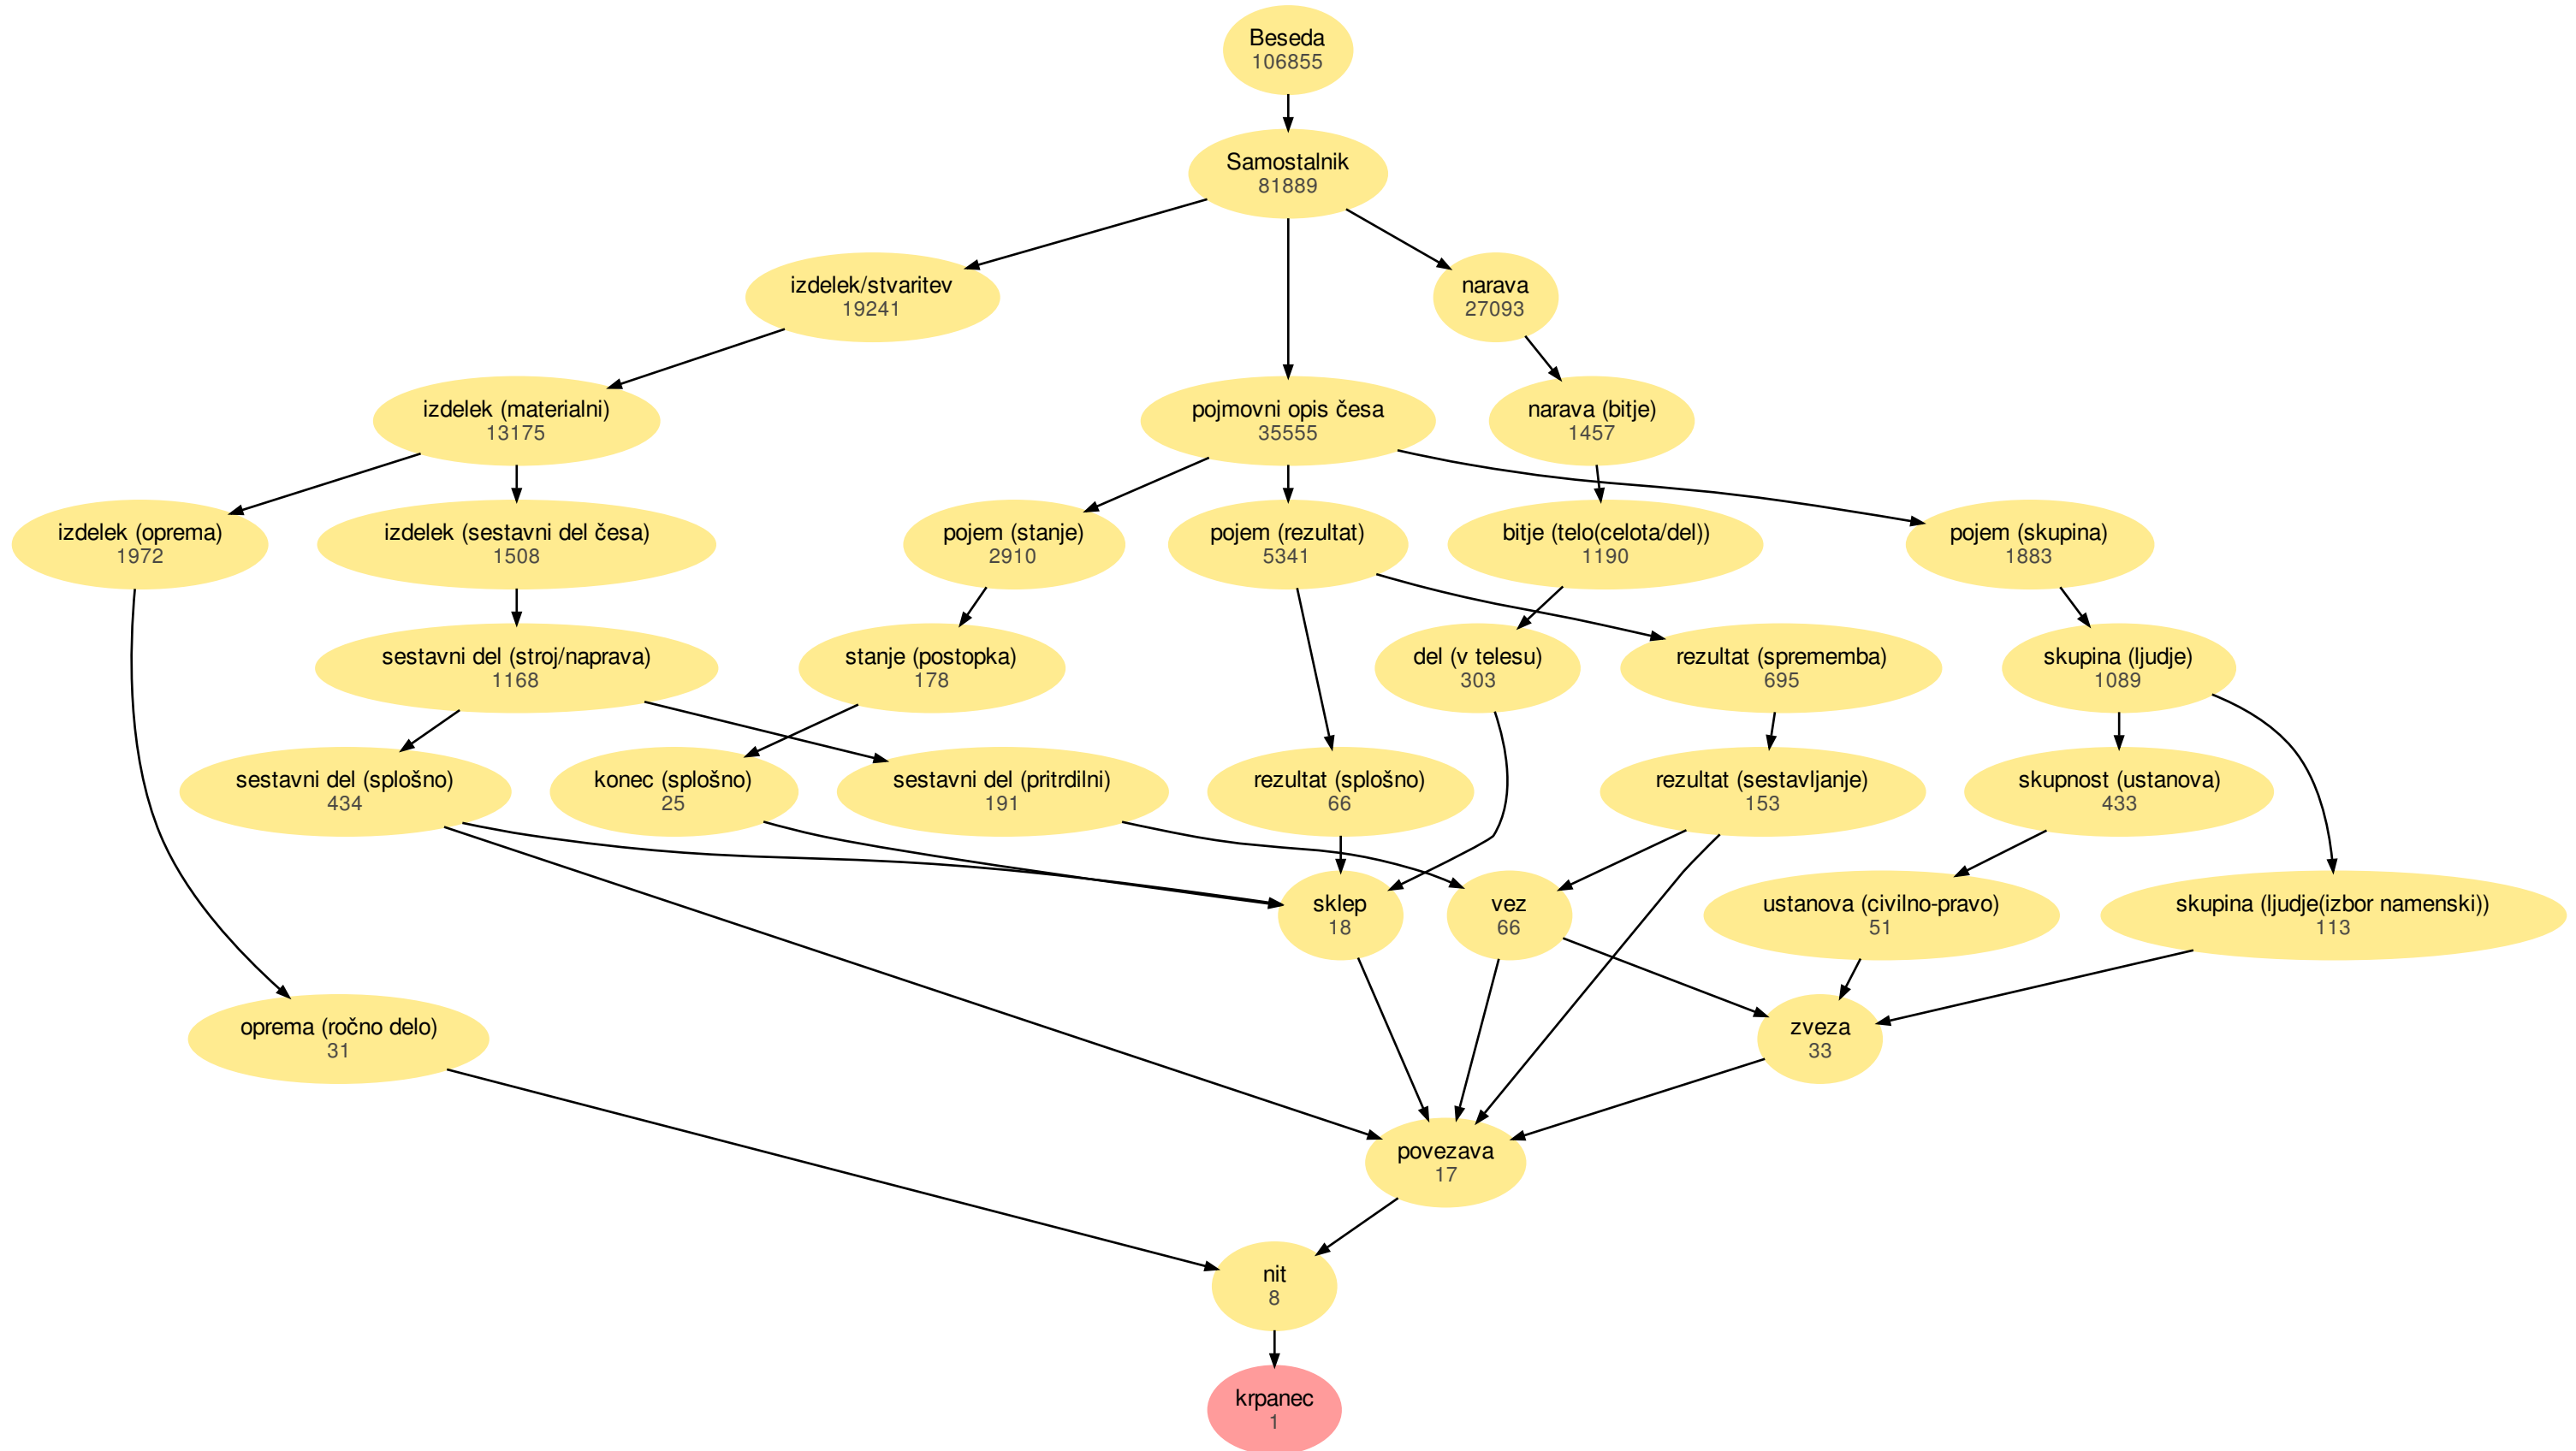 Beseda
106855
Samostalnik
81889
izdelek/stvaritev
19241
narava
27093
izdelek (materialni)
13175
pojmovni opis česa
35555
narava (bitje)
1457
izdelek (oprema)
1972
izdelek (sestavni del česa)
1508
pojem (stanje)
2910
pojem (rezultat)
5341
bitje (telo(celota/del))
1190
pojem (skupina)
1883
sestavni del (stroj/naprava)
1168
stanje (postopka)
178
del (v telesu)
303
rezultat (sprememba)
695
skupina (ljudje)
1089
sestavni del (splošno)
434
konec (splošno)
25
sestavni del (pritrdilni)
191
rezultat (splošno)
66
rezultat (sestavljanje)
153
skupnost (ustanova)
433
sklep
18
vez
66
ustanova (civilno-pravo)
51
skupina (ljudje(izbor namenski))
113
oprema (ročno delo)
31
zveza
33
povezava
17
nit
8
krpanec
1